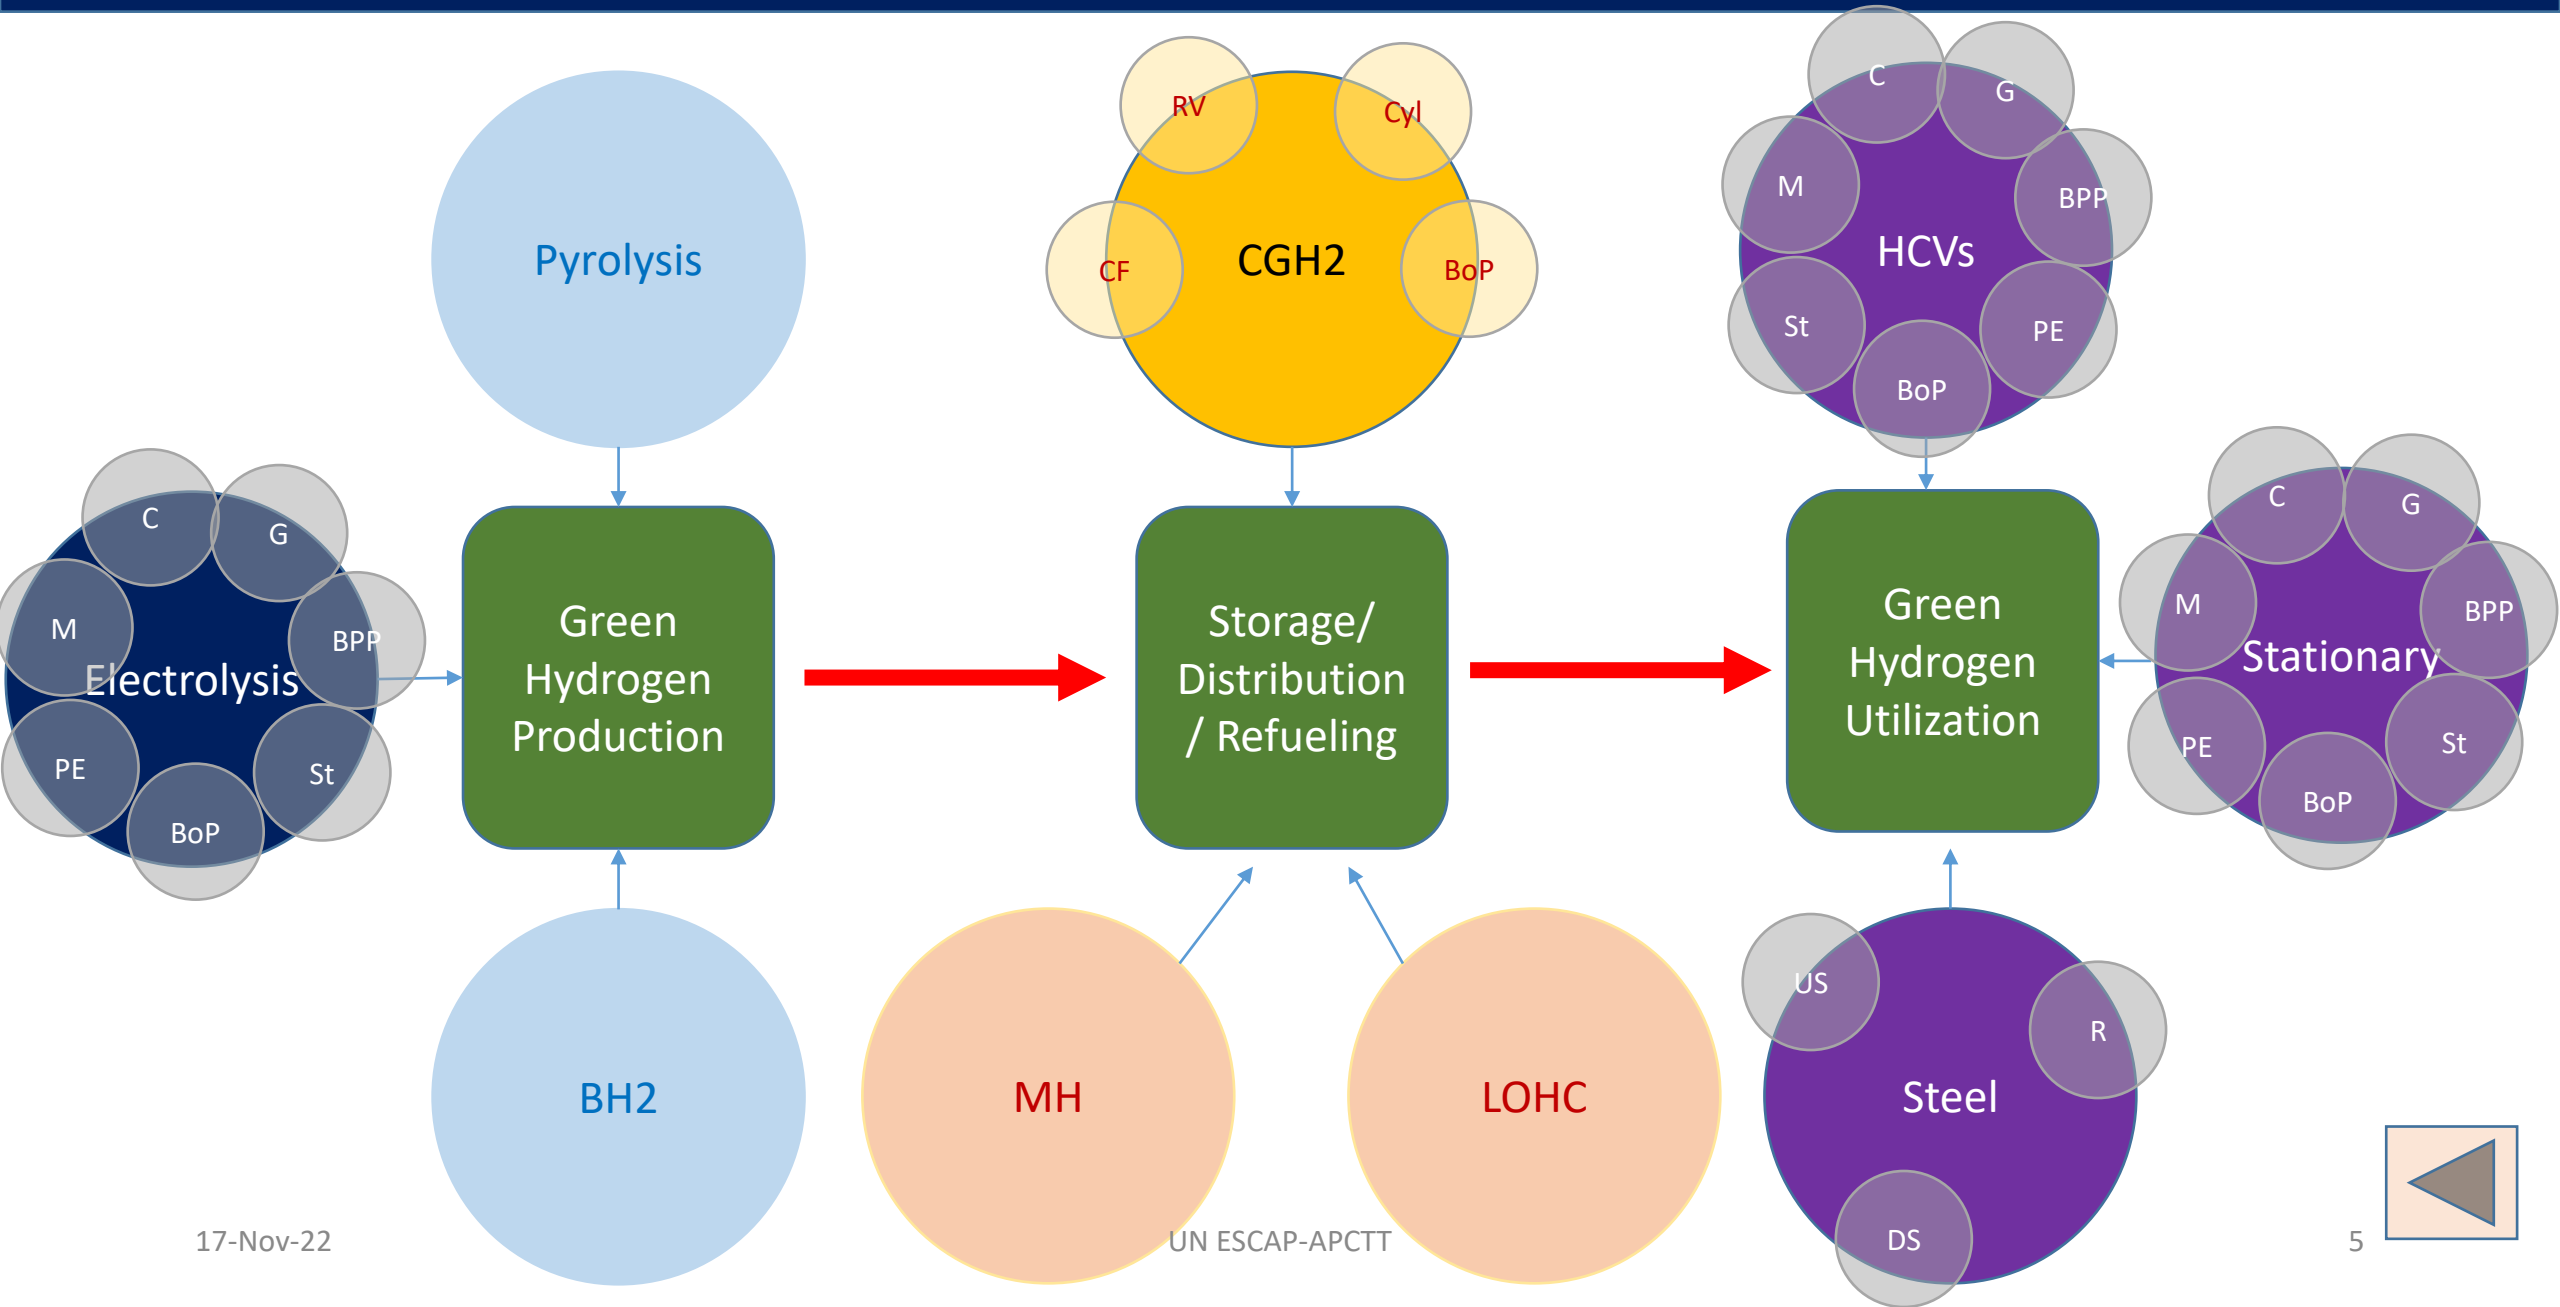 Pyrolysis
RV
Cyl
CF
CGH2
BoP
C
G
M
BPP
HCVs
St
PE
BoP
C
G
M
BPP
Electrolysis
PE
St
BoP
Green
Hydrogen
Production
Storage/
Distribution
/ Refueling
Green
Hydrogen
Utilization
C
G
M
BPP
Stationary
PE
St
BoP
BH2
MH
LOHC
US
R
Steel
DS
17-Nov-22
UN ESCAP-APCTT
5